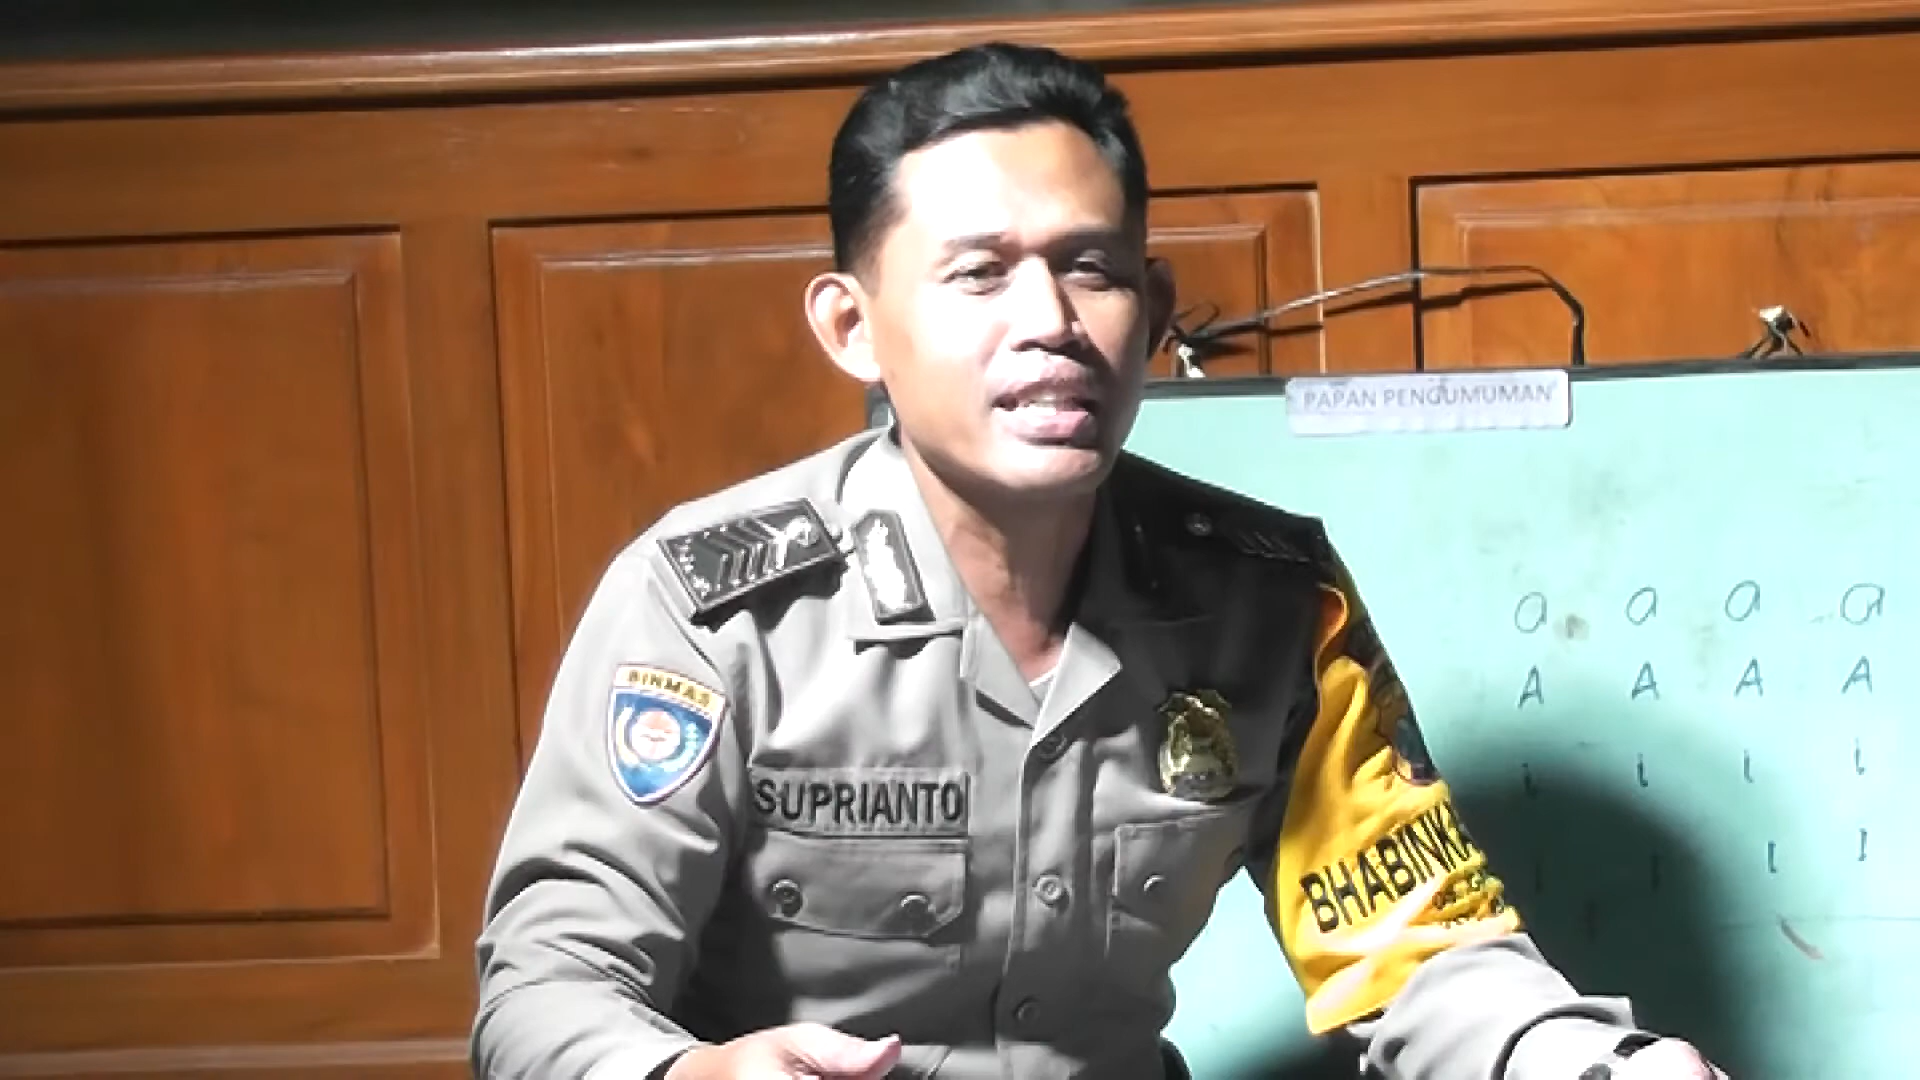 PAPAN PENGUMUMAN
a a a a
A A A A
i i i i
I I I
BINMAS
SUPRIANTO
BHABINKA